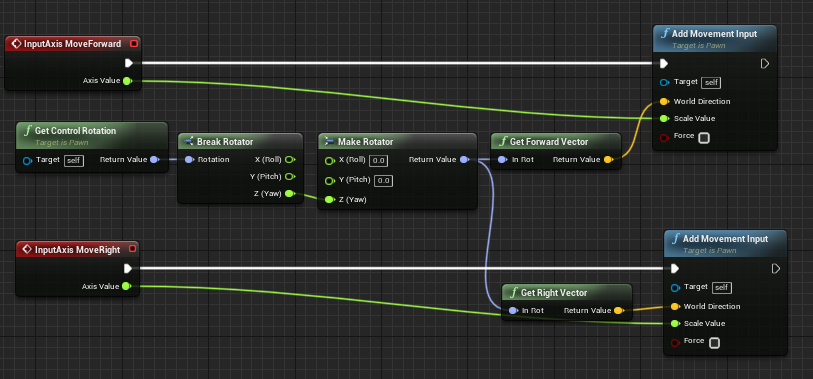 InputAxis MoveForward
Axis Value
f Add Movement Input
Target is Pawn
Target self
World Direction
Scale Value
Force
f Get Control Rotation
Target is Pawn
Target self Return Value
Break Rotator
Rotation X (Roll)
Y (Pitch)
Z (Yaw)
Make Rotator
X (Roll) 0.0 Return Value
Y (Pitch) 0.0
Z (Yaw)
f Get Forward Vector
In Rot Return Value
InputAxis MoveRight
Axis Value
f Get Right Vector
In Rot Return Value
f Add Movement Input
Target is Pawn
Target self
World Direction
Scale Value
Force